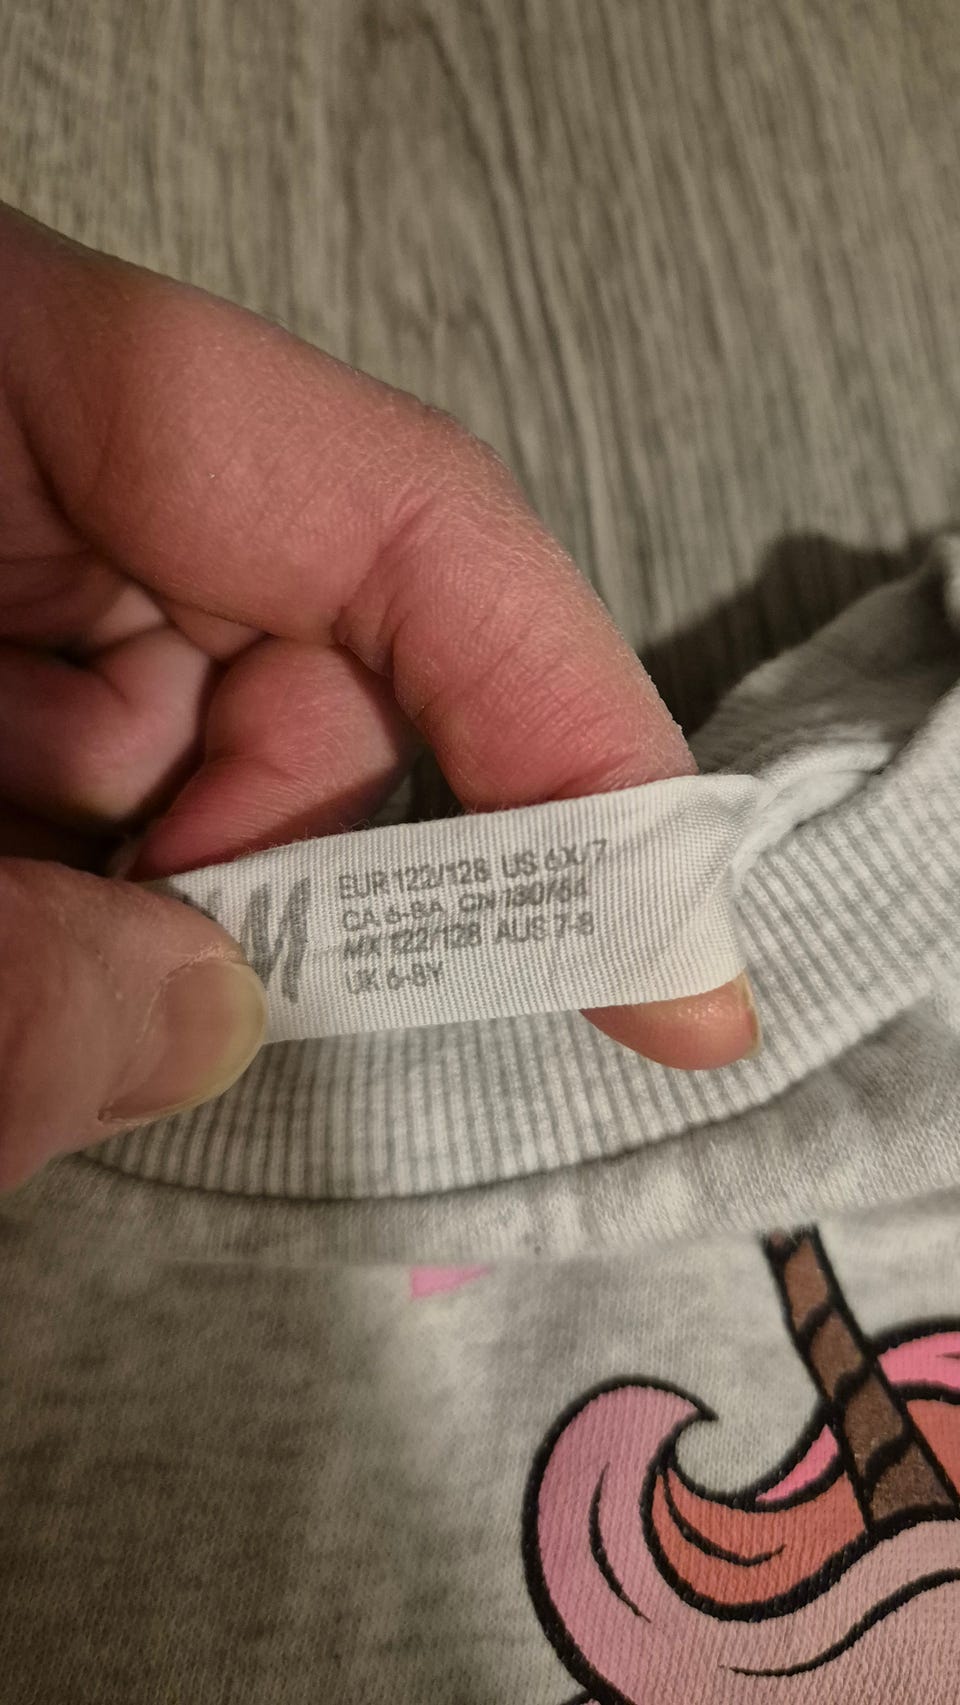 M
EUR 122/128 US 6X/7
CA 6-8A CN 130/64
MX 122/128 AUS 7-8
UK 6-8Y